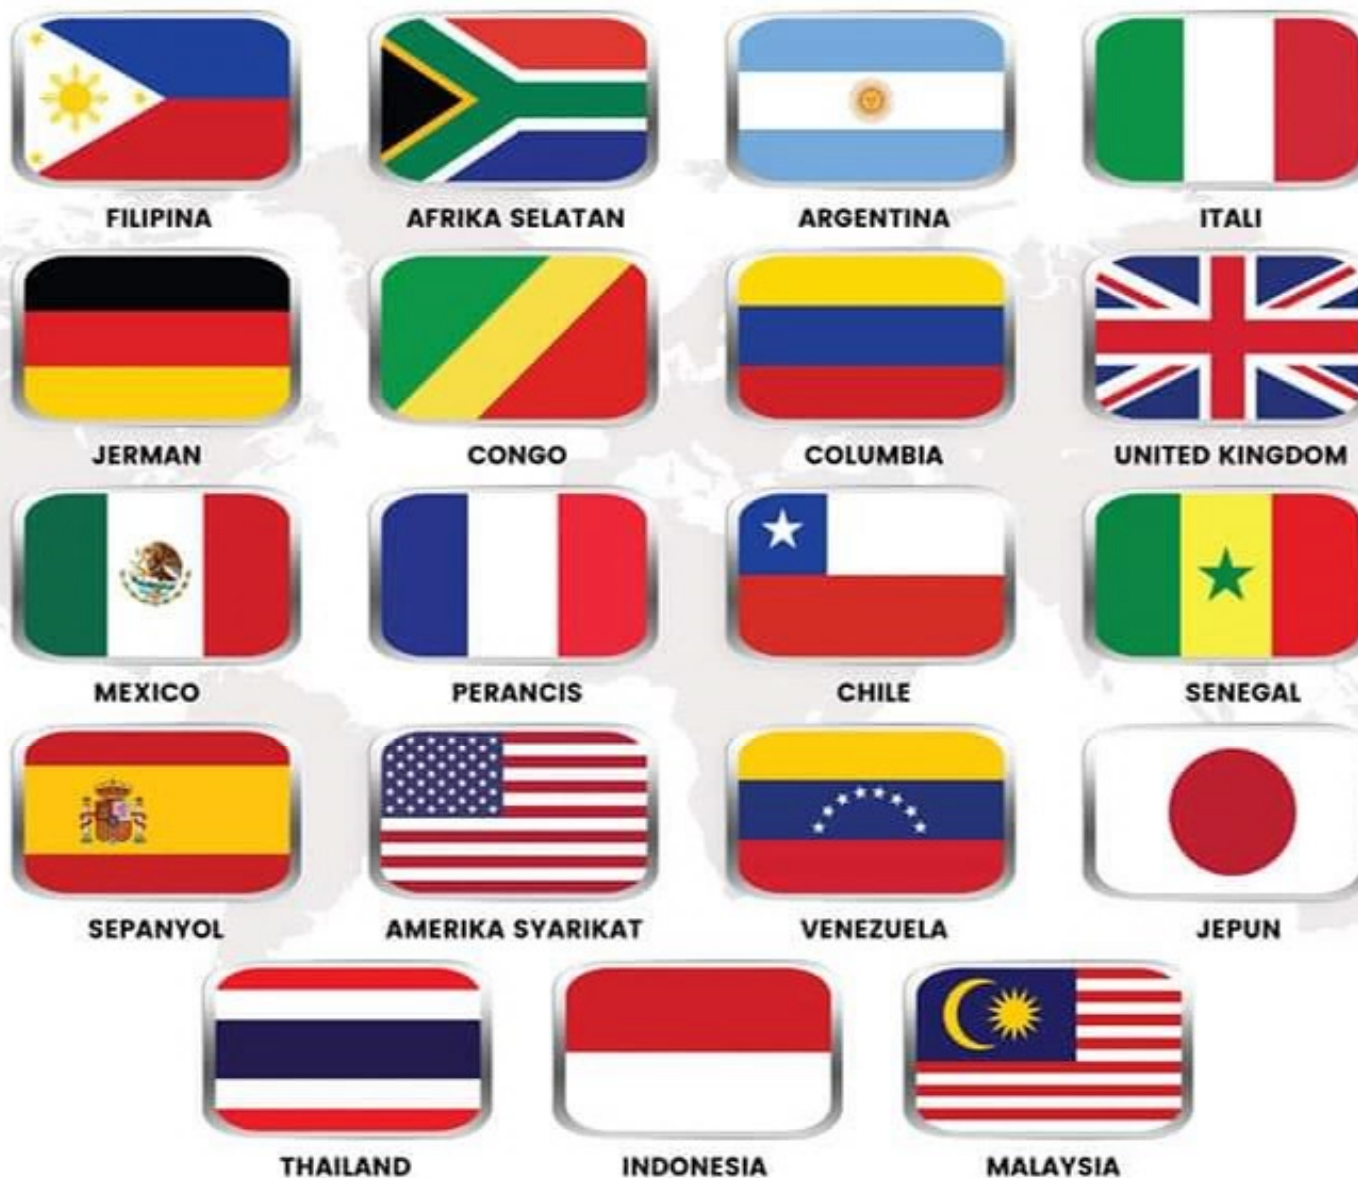 FILIPINA
AFRIKA SELATAN
ARGENTINA
ITALI
JERMAN
CONGO
COLUMBIA
UNITED KINGDOM
MEXICO
PERANCIS
CHILE
SENEGAL
SEPANYOL
AMERIKA SYARIKAT
VENEZUELA
JEPUN
THAILAND
INDONESIA
MALAYSIA